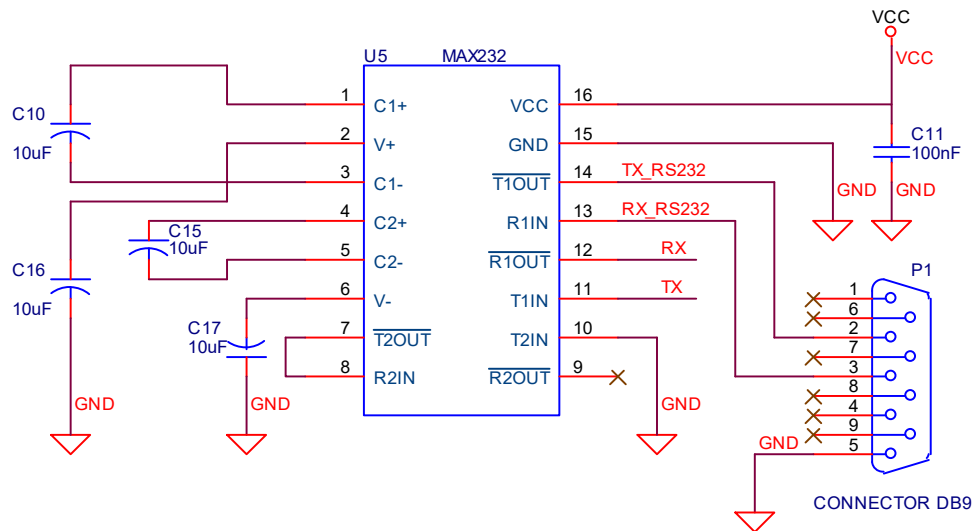 VCC
VCC
U5
MAX232
C10
10uF
1
C1+
VCC
16
2
V+
GND
15
C11
100nF
3
C1-
T1OUT
14
TX_RS232
GND
GND
4
C2+
R1IN
13
RX_RS232
C15
10uF
5
C2-
R1OUT
12
RX
C16
10uF
6
V-
T1IN
11
TX
C17
10uF
7
T2OUT
T2IN
10
8
R2IN
R2OUT
9
GND
GND
GND
P1
1
6
2
7
3
8
4
9
5
GND
CONNECTOR DB9